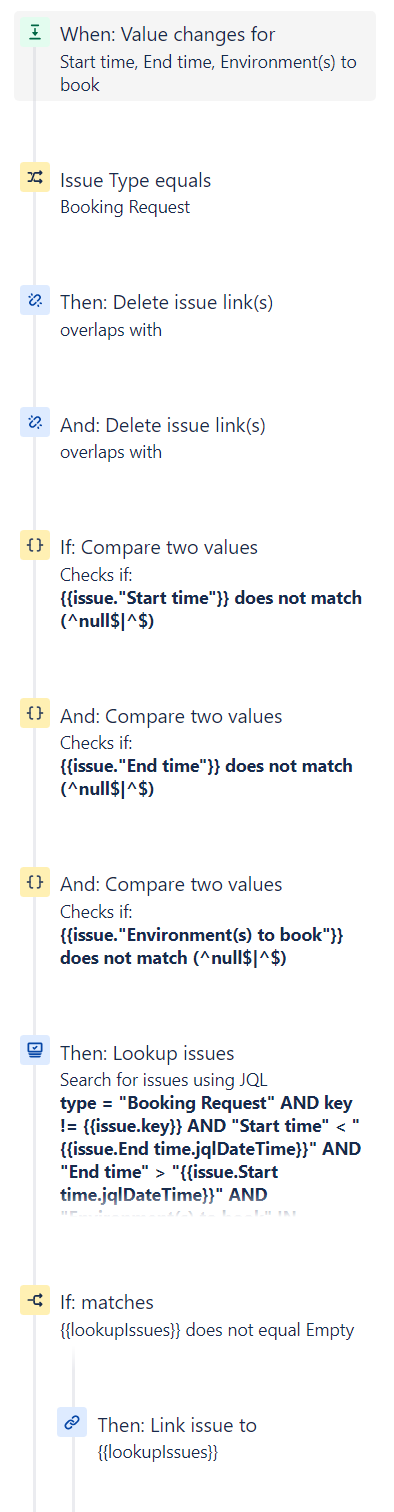 When: Value changes for
Start time, End time, Environment(s) to
book
Issue Type equals
Booking Request
Then: Delete issue link(s)
overlaps with
And: Delete issue link(s)
overlaps with
If: Compare two values
Checks if:
{{issue."Start time"}} does not match
(^null$|^$)
And: Compare two values
Checks if:
{{issue."End time"}} does not match
(^null$|^$)
And: Compare two values
Checks if:
{{issue."Environment(s) to book"}}
does not match (^null$|^$)
Then: Lookup issues
Search for issues using JQL
type = "Booking Request" AND key
!= {{issue.key}} AND "Start time" < "
{{issue.End time.jqlDateTime}}" AND
"End time" > "{{issue.Start
time.jqlDateTime}}" AND
"Environment(s) to book" IN
If: matches
{{lookupIssues}} does not equal Empty
Then: Link issue to
{{lookupIssues}}